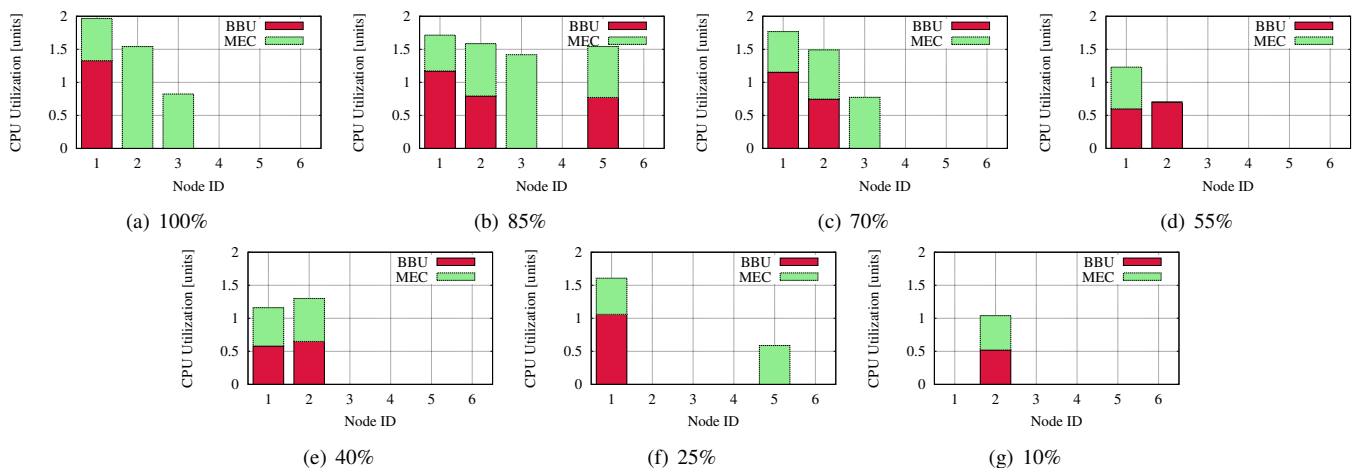 CPU Utilization [units]
2
1.5
1
0.5
0
BBU
MEC
1 2 3 4 5 6
Node ID
(a) 100%
CPU Utilization [units]
2
1.5
1
0.5
0
BBU
MEC
1 2 3 4 5 6
Node ID
(b) 85%
CPU Utilization [units]
2
1.5
1
0.5
0
BBU
MEC
1 2 3 4 5 6
Node ID
(c) 70%
CPU Utilization [units]
2
1.5
1
0.5
0
BBU
MEC
1 2 3 4 5 6
Node ID
(d) 55%
CPU Utilization [units]
2
1.5
1
0.5
0
BBU
MEC
1 2 3 4 5 6
Node ID
(e) 40%
CPU Utilization [units]
2
1.5
1
0.5
0
BBU
MEC
1 2 3 4 5 6
Node ID
(f) 25%
CPU Utilization [units]
2
1.5
1
0.5
0
BBU
MEC
1 2 3 4 5 6
Node ID
(g) 10%